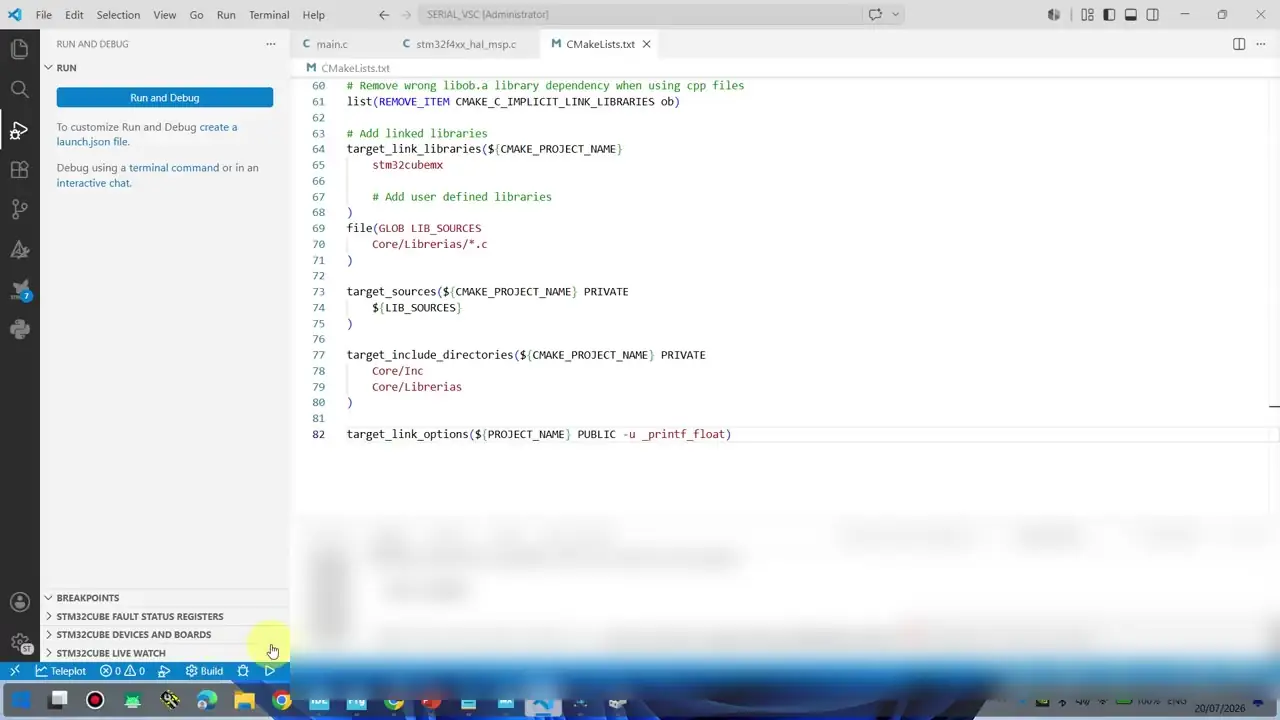 File Edit Selection View Go Run Terminal Help
SERIAL_VSC [Administrator]
RUN AND DEBUG
main.c
stm32f4xx_hal_msp.c
CMakeLists.txt
RUN
CMakeLists.txt
Run and Debug
To customize Run and Debug create a
launch.json file.
Debug using a terminal command or in an
interactive chat.
60 # Remove wrong libob.a library dependency when using cpp files
61 list(REMOVE_ITEM CMAKE_C_IMPLICIT_LINK_LIBRARIES ob)
62
63 # Add linked libraries
64 target_link_libraries(${CMAKE_PROJECT_NAME}
65 stm32cubemx
66
67 # Add user defined libraries
68 )
69 file(GLOB LIB_SOURCES
70 Core/Librerias/*.c
71 )
72
73 target_sources(${CMAKE_PROJECT_NAME} PRIVATE
74 ${LIB_SOURCES}
75 )
76
77 target_include_directories(${CMAKE_PROJECT_NAME} PRIVATE
78 Core/Inc
79 Core/Librerias
80 )
81
82 target_link_options(${PROJECT_NAME} PUBLIC -u _printf_float)
7
BREAKPOINTS
STM32CUBE FAULT STATUS REGISTERS
STM32CUBE DEVICES AND BOARDS
STM32CUBE LIVE WATCH
Teleplot 0 0 Build
100% ENG
20/07/2026